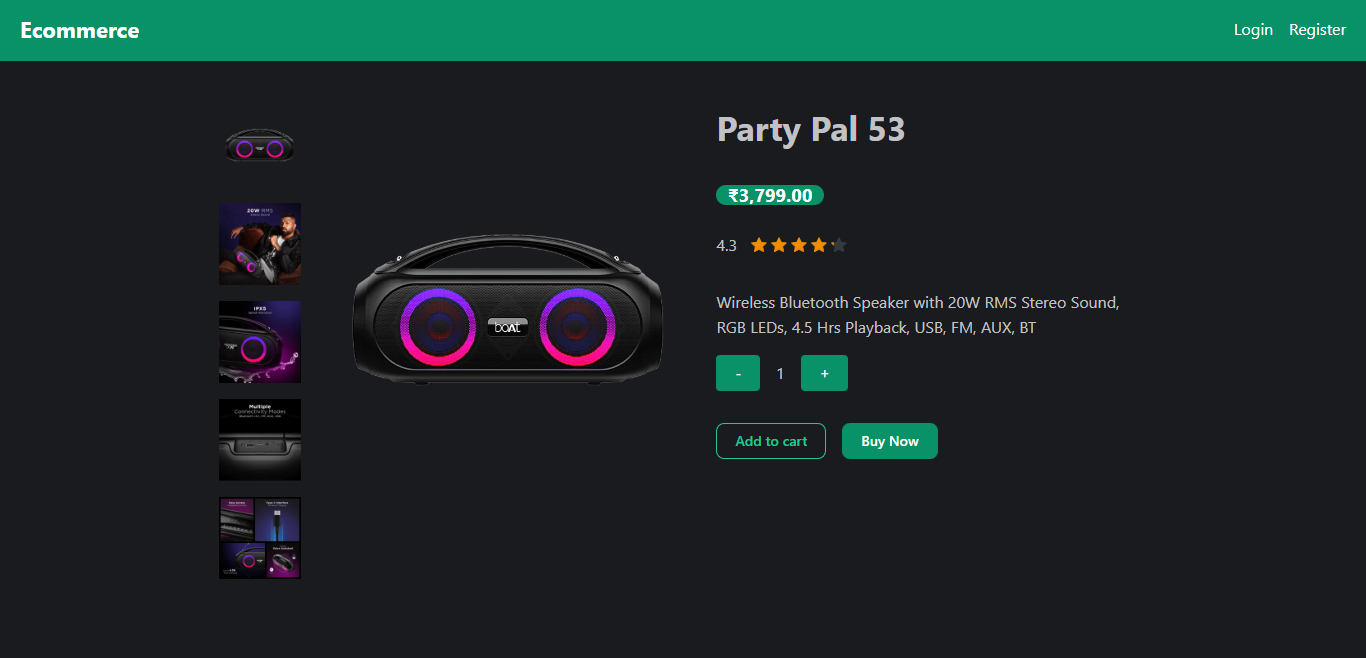 Ecommerce
Login Register
Party Pal 53
₹3,799.00
4.3
Wireless Bluetooth Speaker with 20W RMS Stereo Sound,
RGB LEDs, 4.5 Hrs Playback, USB, FM, AUX, BT
- 1 +
Add to cart Buy Now
boAt
20W RMS
IPX5
Multiple
Connectivity Modes